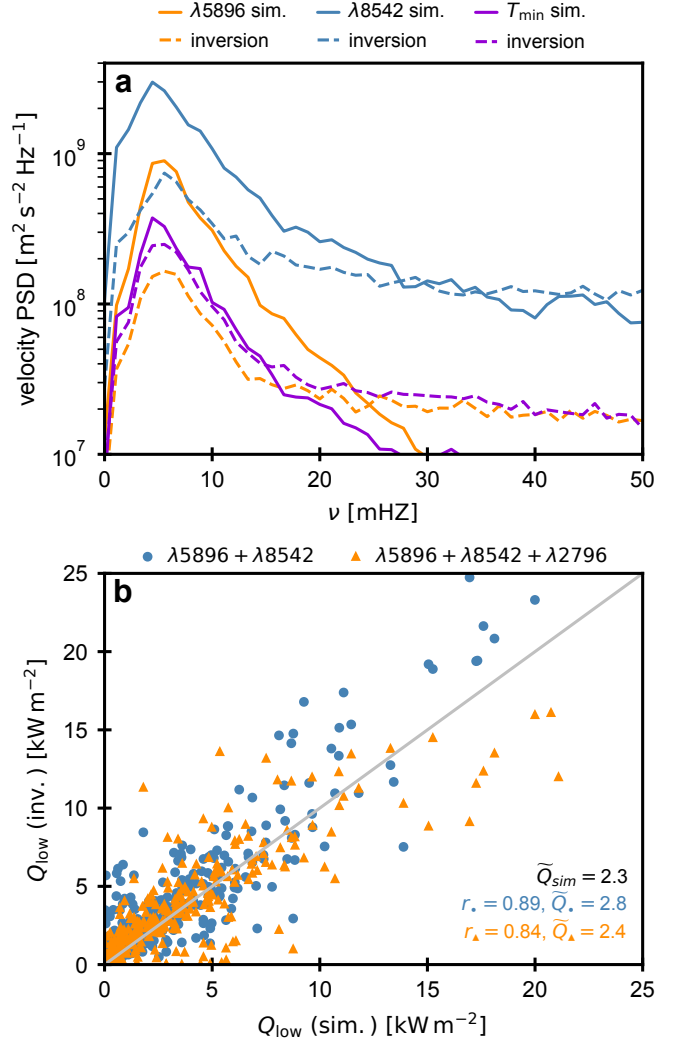 λ5896 sim. λ8542 sim. T_min sim.
inversion inversion inversion
a
10⁹
10⁸
10⁷
velocity PSD [m² s⁻² Hz⁻¹]
0 10 20 30 40 50
ν [mHZ]
λ5896 + λ8542 λ5896 + λ8542 + λ2796
b
25
20
15
10
5
0
Q_low (inv.) [kW m⁻²]
Q̃_sim = 2.3
r_• = 0.89, Q̃_• = 2.8
r_▲ = 0.84, Q̃_▲ = 2.4
0 5 10 15 20 25
Q_low (sim.) [kW m⁻²]